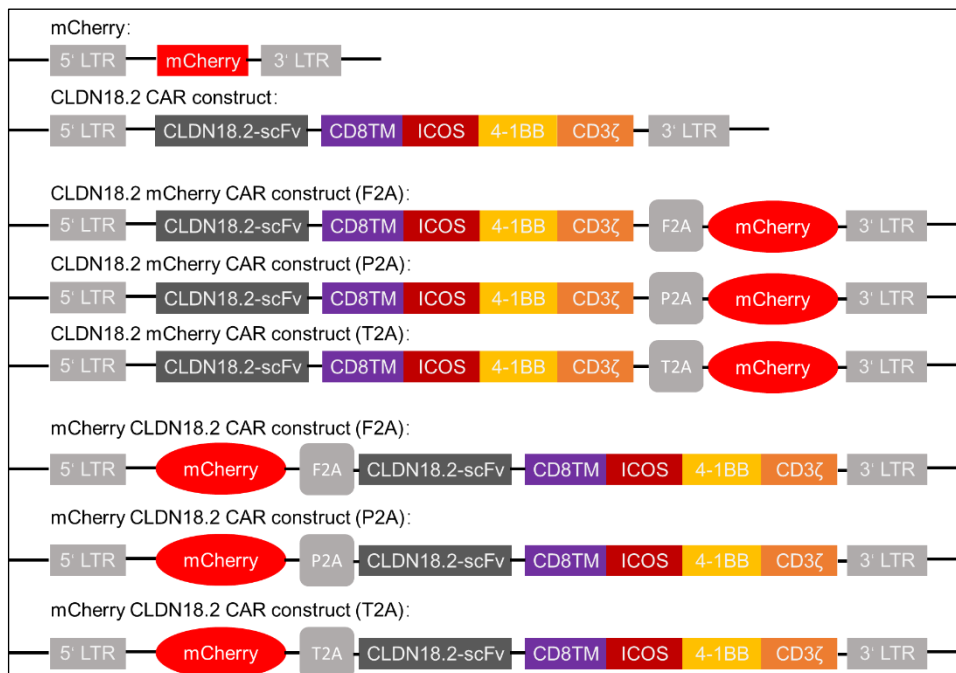 mCherry:
5' LTR mCherry 3' LTR
CLDN18.2 CAR construct:
5' LTR CLDN18.2-scFv CD8TM ICOS 4-1BB CD3ζ 3' LTR
CLDN18.2 mCherry CAR construct (F2A):
5' LTR CLDN18.2-scFv CD8TM ICOS 4-1BB CD3ζ F2A mCherry 3' LTR
CLDN18.2 mCherry CAR construct (P2A):
5' LTR CLDN18.2-scFv CD8TM ICOS 4-1BB CD3ζ P2A mCherry 3' LTR
CLDN18.2 mCherry CAR construct (T2A):
5' LTR CLDN18.2-scFv CD8TM ICOS 4-1BB CD3ζ T2A mCherry 3' LTR
mCherry CLDN18.2 CAR construct (F2A):
5' LTR mCherry F2A CLDN18.2-scFv CD8TM ICOS 4-1BB CD3ζ 3' LTR
mCherry CLDN18.2 CAR construct (P2A):
5' LTR mCherry P2A CLDN18.2-scFv CD8TM ICOS 4-1BB CD3ζ 3' LTR
mCherry CLDN18.2 CAR construct (T2A):
5' LTR mCherry T2A CLDN18.2-scFv CD8TM ICOS 4-1BB CD3ζ 3' LTR